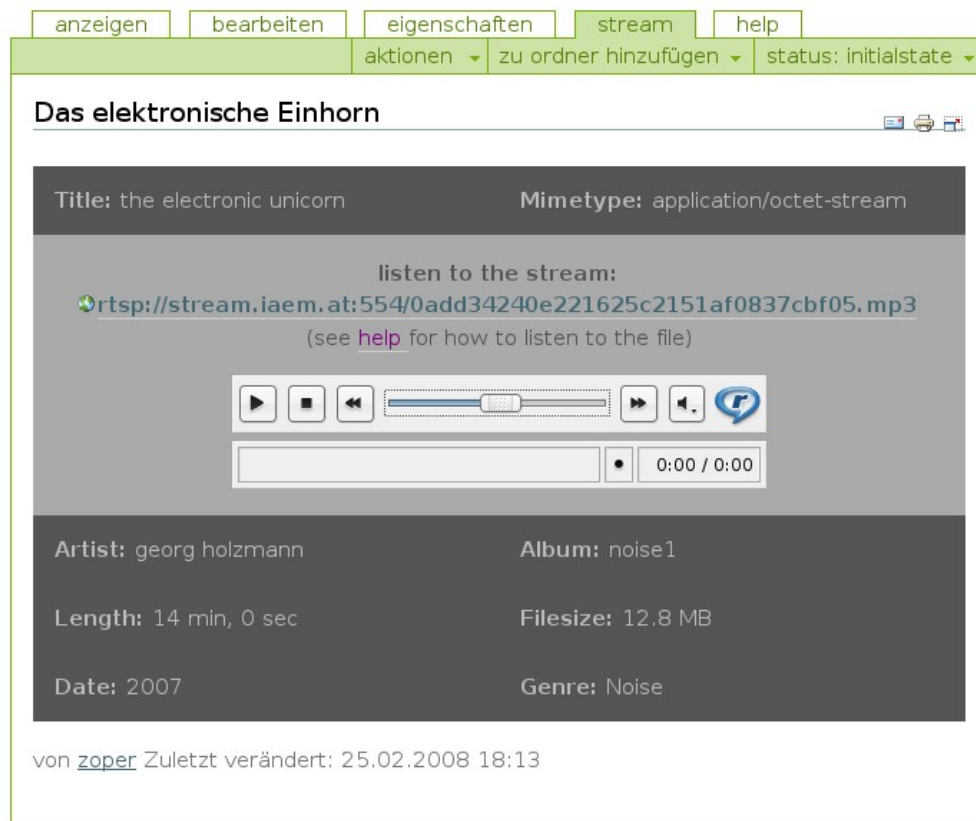 anzeigen bearbeiten eigenschaften stream help
aktionen zu ordner hinzufügen status: initialstate
Das elektronische Einhorn
Title: the electronic unicorn Mimetype: application/octet-stream
listen to the stream:
rtsp://stream.iaem.at:554/0add34240e221625c2151af0837cbf05.mp3
(see help for how to listen to the file)
0:00 / 0:00
Artist: georg holzmann Album: noise1
Length: 14 min, 0 sec Filesize: 12.8 MB
Date: 2007 Genre: Noise
von zoper Zuletzt verändert: 25.02.2008 18:13